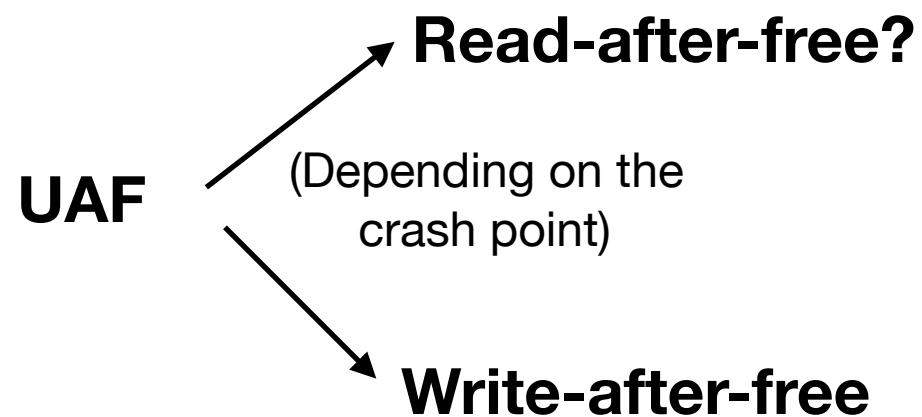 Read-after-free?
UAF
(Depending on the
crash point)
Write-after-free